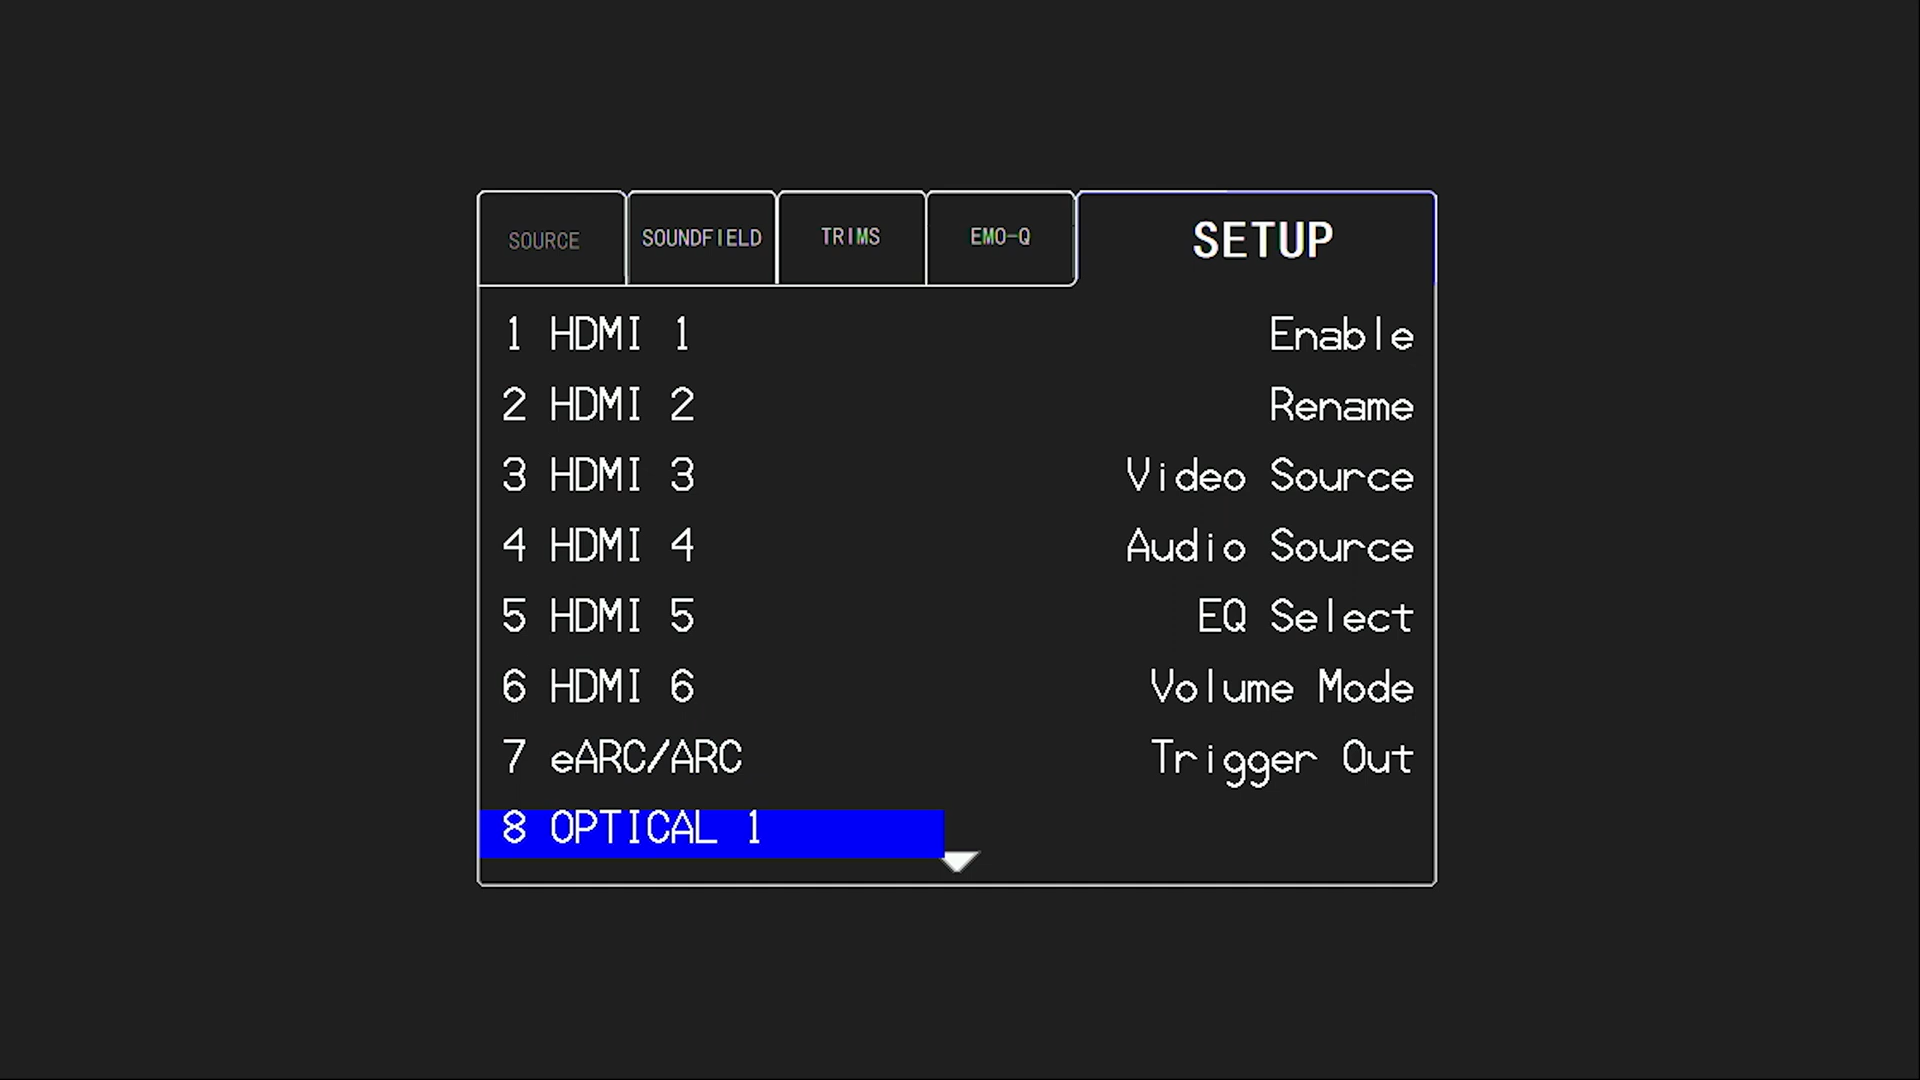 SOURCE SOUNDFIELD TRIMS EMO-Q SETUP
1 HDMI 1 Enable
2 HDMI 2 Rename
3 HDMI 3 Video Source
4 HDMI 4 Audio Source
5 HDMI 5 EQ Select
6 HDMI 6 Volume Mode
7 eARC/ARC Trigger Out
8 OPTICAL 1